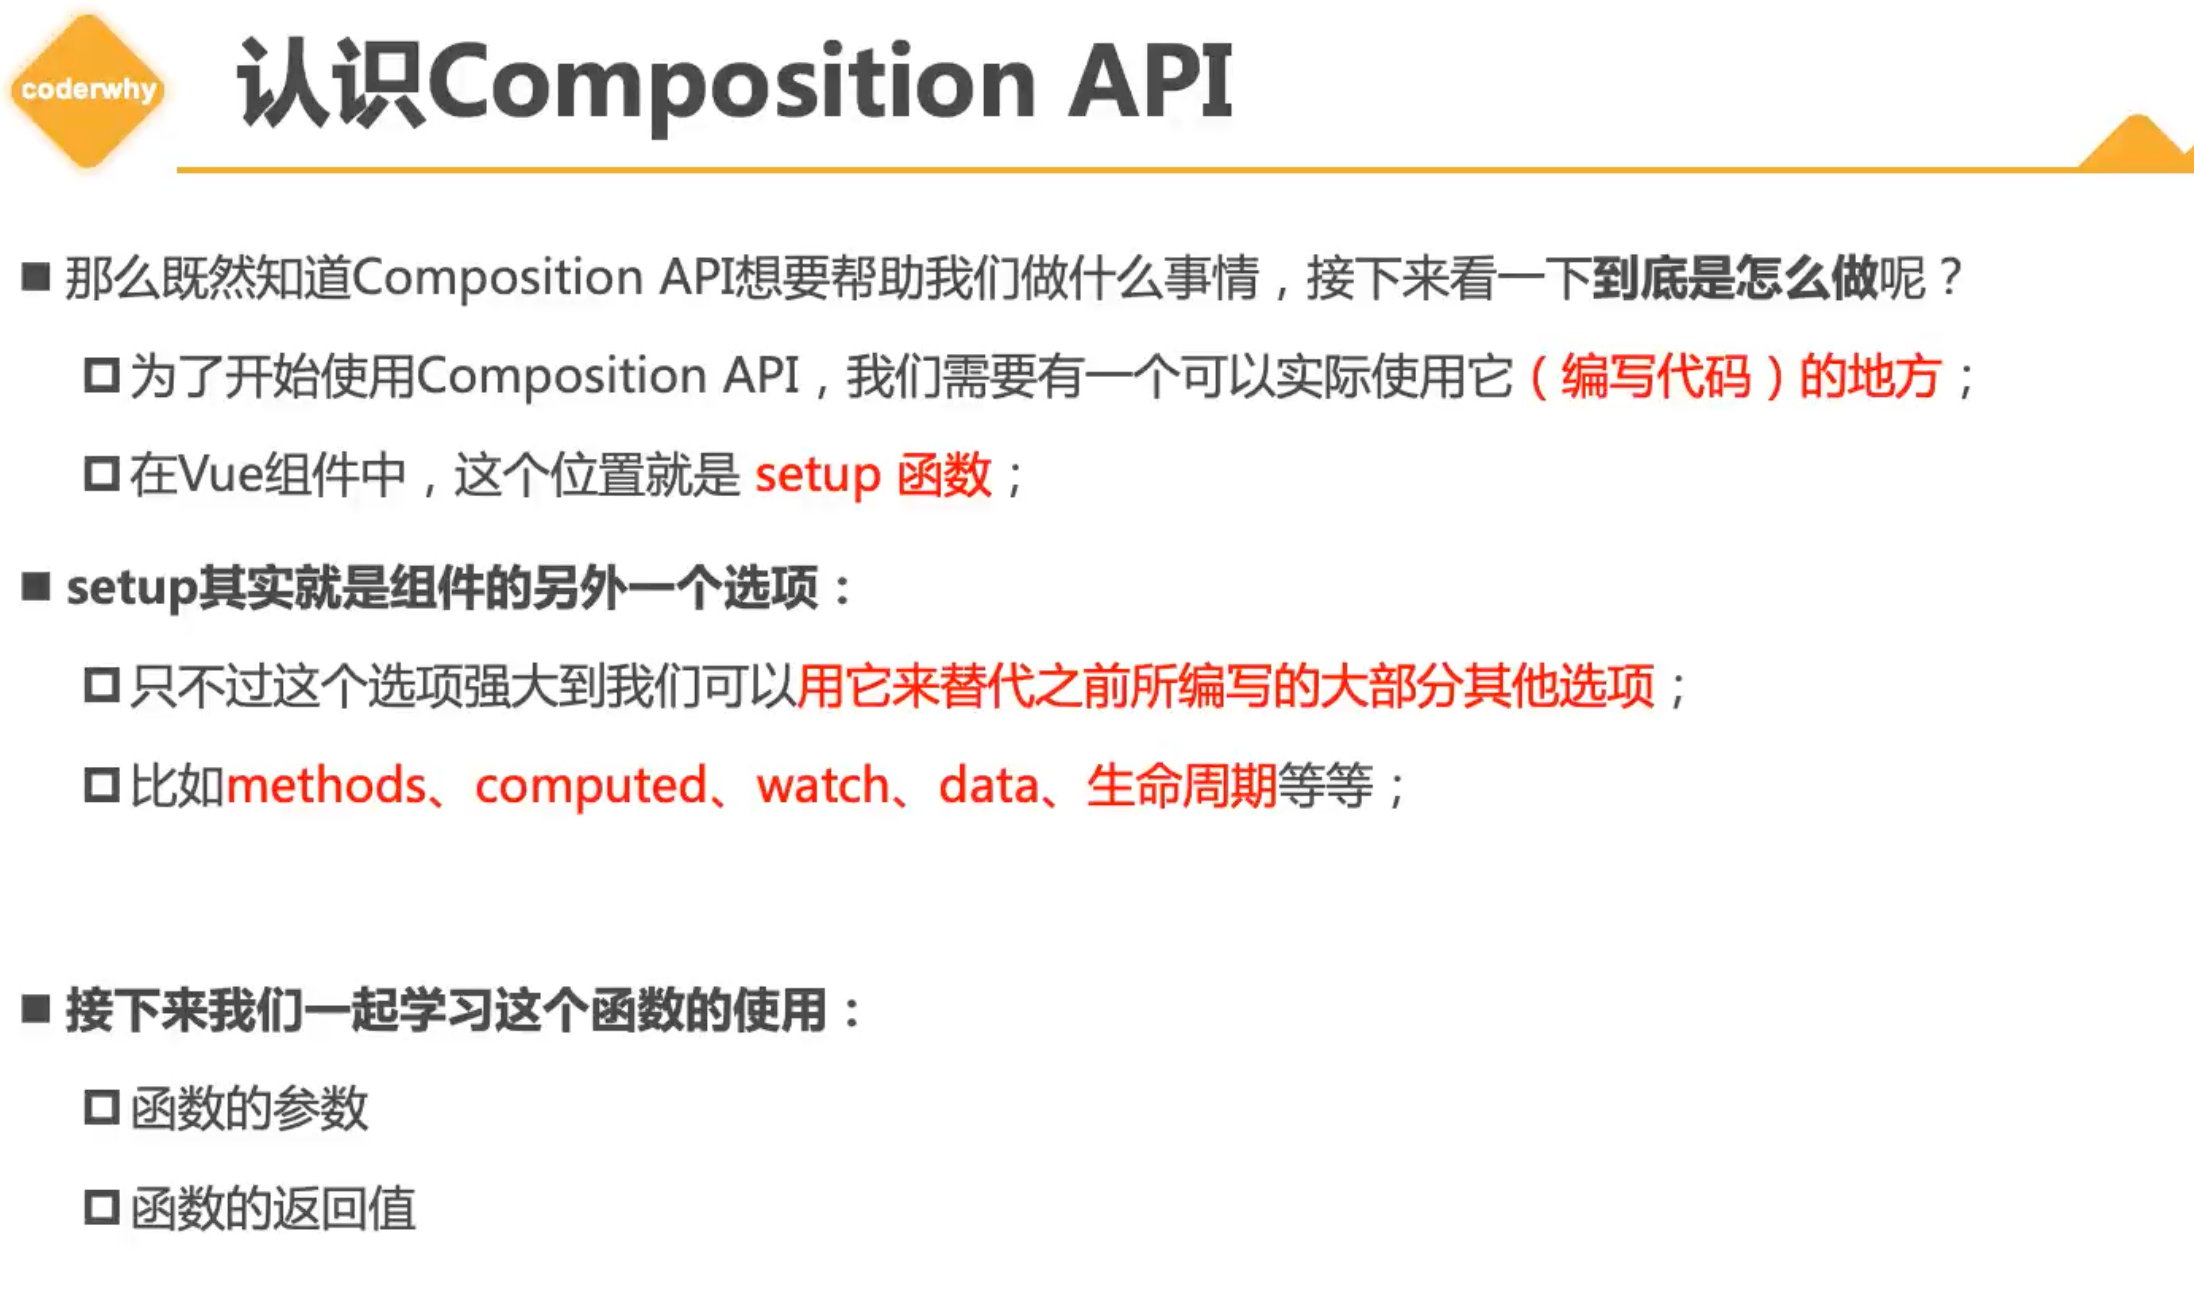 coderwhy
认识Composition API
那么既然知道Composition API想要帮助我们做什么事情，接下来看一下到底是怎么做呢？
为了开始使用Composition API，我们需要有一个可以实际使用它（编写代码）的地方；
在Vue组件中，这个位置就是 setup 函数；
setup其实就是组件的另外一个选项：
只不过这个选项强大到我们可以用它来替代之前所编写的大部分其他选项；
比如methods、computed、watch、data、生命周期等等；
接下来我们一起学习这个函数的使用：
函数的参数
函数的返回值